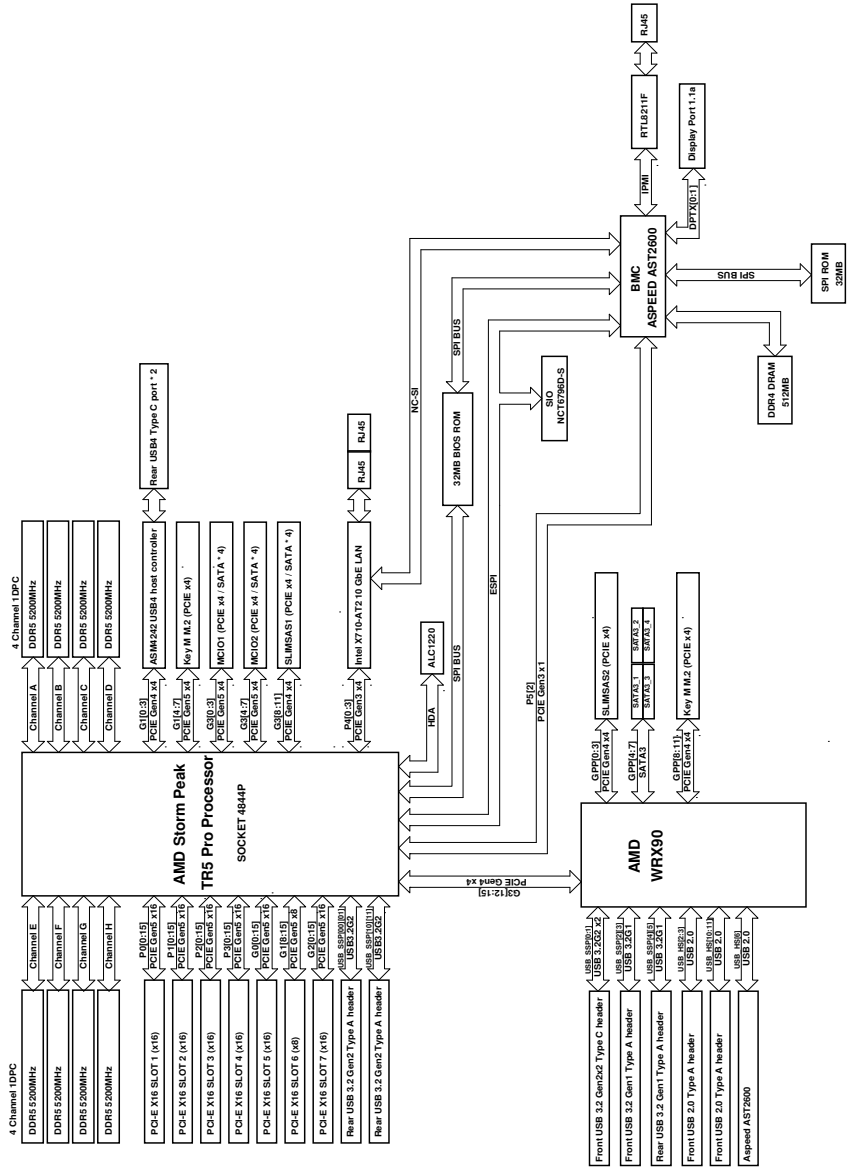 4 Channel 1DPC
DDR5 5200MHz
DDR5 5200MHz
DDR5 5200MHz
DDR5 5200MHz
Channel E
Channel F
Channel G
Channel H
4 Channel 1DPC
DDR5 5200MHz
DDR5 5200MHz
DDR5 5200MHz
DDR5 5200MHz
Channel A
Channel B
Channel C
Channel D
AMD Storm Peak
TR5 Pro Processor
SOCKET 4844P
PCI-E X16 SLOT 1 (x16)
P0[0:15]
PCIE Gen5 x16
PCI-E X16 SLOT 2 (x16)
P1[0:15]
PCIE Gen5 x16
PCI-E X16 SLOT 3 (x16)
P2[0:15]
PCIE Gen5 x16
PCI-E X16 SLOT 4 (x16)
P3[0:15]
PCIE Gen5 x16
PCI-E X16 SLOT 5 (x16)
G0[0:15]
PCIE Gen5 x16
PCI-E X16 SLOT 6 (x8)
G1[8:15]
PCIE Gen5 x8
PCI-E X16 SLOT 7 (x16)
G2[0:15]
PCIE Gen5 x16
Rear USB 3.2 Gen2 Type A header
USB_SSP[00][01]
USB3.2G2
Rear USB 3.2 Gen2 Type A header
USB_SSP[10][11]
USB3.2G2
G1[0:3]
PCIE Gen4 x4
ASM4242 USB4 host controller
Rear USB4 Type C port * 2
G1[4:7]
PCIE Gen5 x4
Key M M.2 (PCIE x4)
G3[0:3]
PCIE Gen5 x4
MCIO1 (PCIE x4 / SATA * 4)
G3[4:7]
PCIE Gen5 x4
MCIO2 (PCIE x4 / SATA * 4)
G3[8:11]
PCIE Gen4 x4
SLIMSAS1 (PCIE x4 / SATA * 4)
P4[0:3]
PCIE Gen3 x4
Intel X710-AT2 10 GbE LAN
RJ45
RJ45
NC-SI
HDA
ALC1220
SPI BUS
32MB BIOS ROM
SPI BUS
ESPI
SIO
NCT6796D-S
P5[2]
PCIE Gen3 x1
G3[12:15]
PCIE Gen4 x4
BMC
ASPEED AST2600
IPMI
RTL8211F
RJ45
DPTX[0:1]
Display Port 1.1a
SPI BUS
SPI ROM
32MB
DDR4 DRAM
512MB
AMD
WRX90
GPP[0:3]
PCIE Gen4 x4
SLIMSAS2 (PCIE x4)
GPP[4:7]
SATA3
SATA3_1
SATA3_2
SATA3_3
SATA3_4
GPP[8:11]
PCIE Gen4 x4
Key M M.2 (PCIE x4)
Front USB 3.2 Gen2x2 Type C header
USB_SSP[0:1]
USB 3.2G2 x2
Front USB 3.2 Gen1 Type A header
USB_SSP[2][3]
USB 3.2G1
Rear USB 3.2 Gen1 Type A header
USB_SSP[4][5]
USB 3.2G1
Front USB 2.0 Type A header
USB_HS[2:3]
USB 2.0
Front USB 2.0 Type A header
USB_HS[10:11]
USB 2.0
Aspeed AST2600
USB_HS[6]
USB 2.0